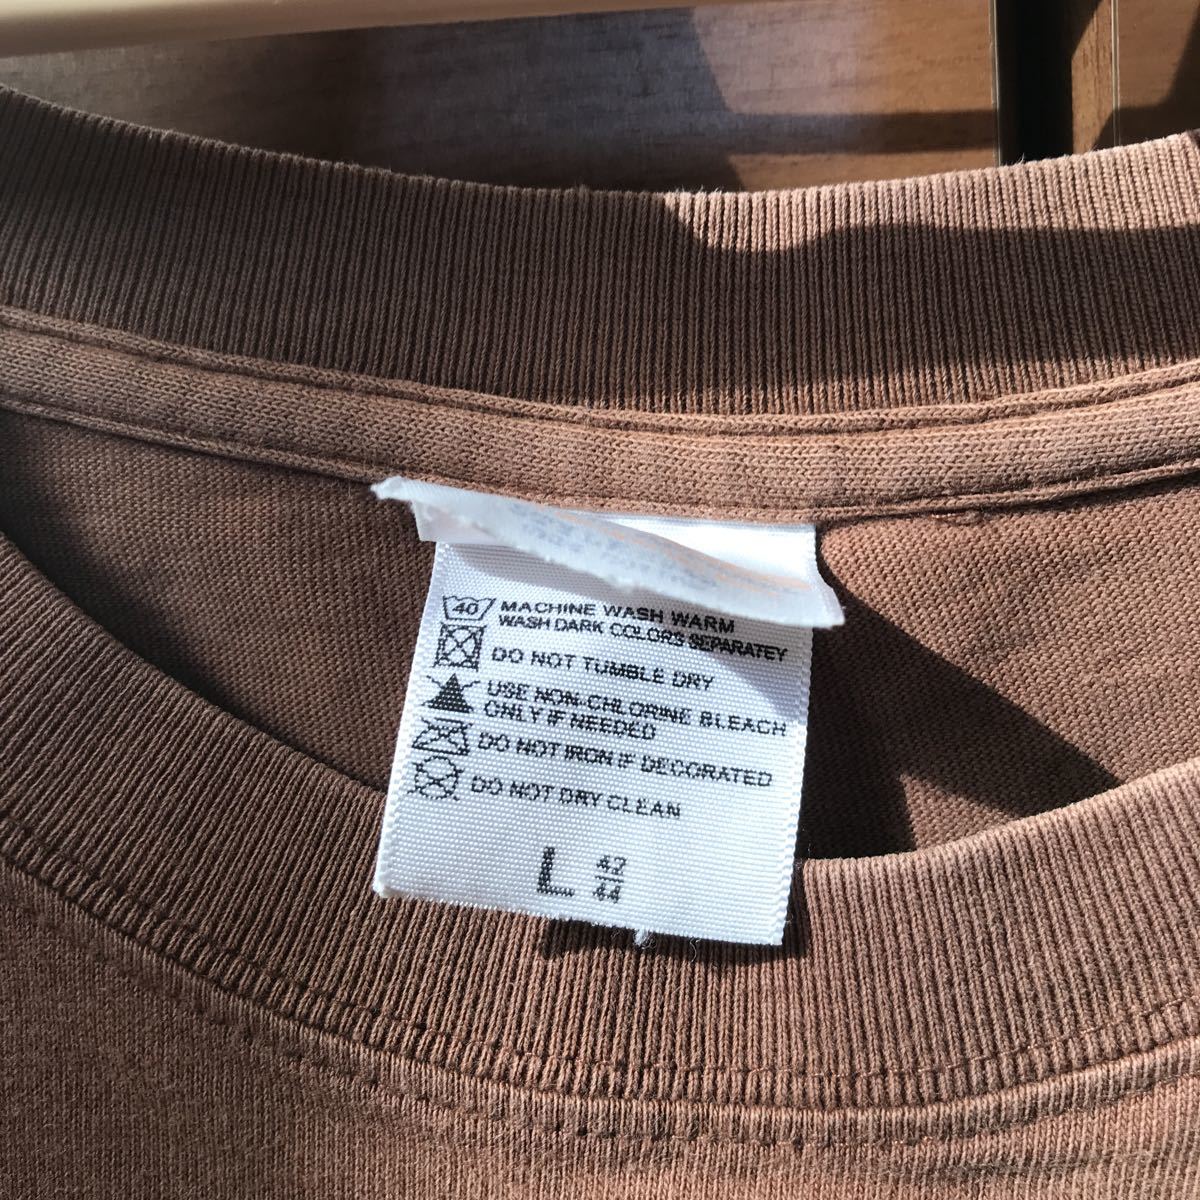 40 MACHINE WASH WARM
WASH DARK COLORS SEPARATEY
DO NOT TUMBLE DRY
USE NON-CHLORINE BLEACH
ONLY IF NEEDED
DO NOT IRON IF DECORATED
DO NOT DRY CLEAN
L 42
44